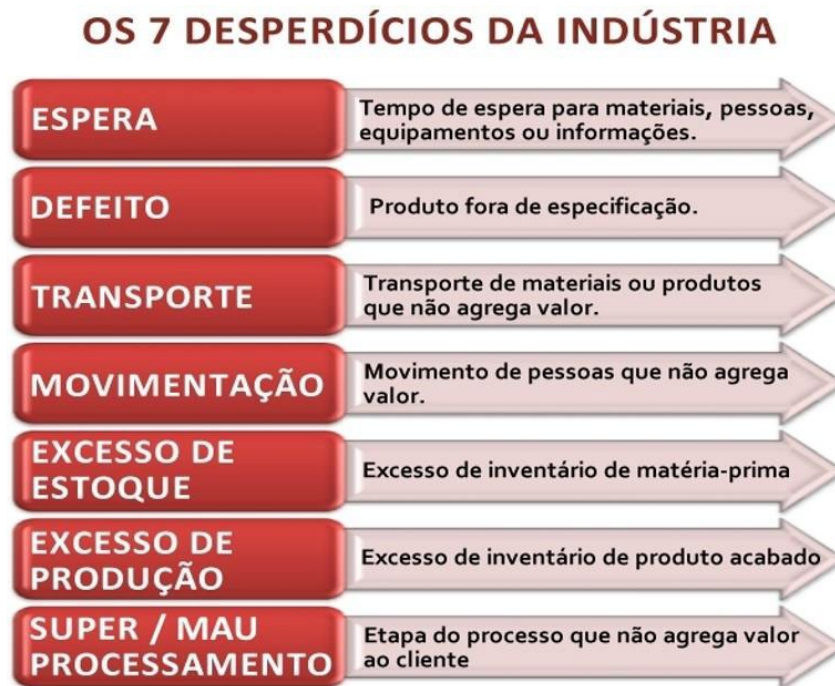 OS 7 DESPERDÍCIOS DA INDÚSTRIA
ESPERA
Tempo de espera para materiais, pessoas,
equipamentos ou informações.
DEFEITO
Produto fora de especificação.
TRANSPORTE
Transporte de materiais ou produtos
que não agrega valor.
MOVIMENTAÇÃO
Movimento de pessoas que não agrega
valor.
EXCESSO DE
ESTOQUE
Excesso de inventário de matéria-prima
EXCESSO DE
PRODUÇÃO
Excesso de inventário de produto acabado
SUPER / MAU
PROCESSAMENTO
Etapa do processo que não agrega valor
ao cliente